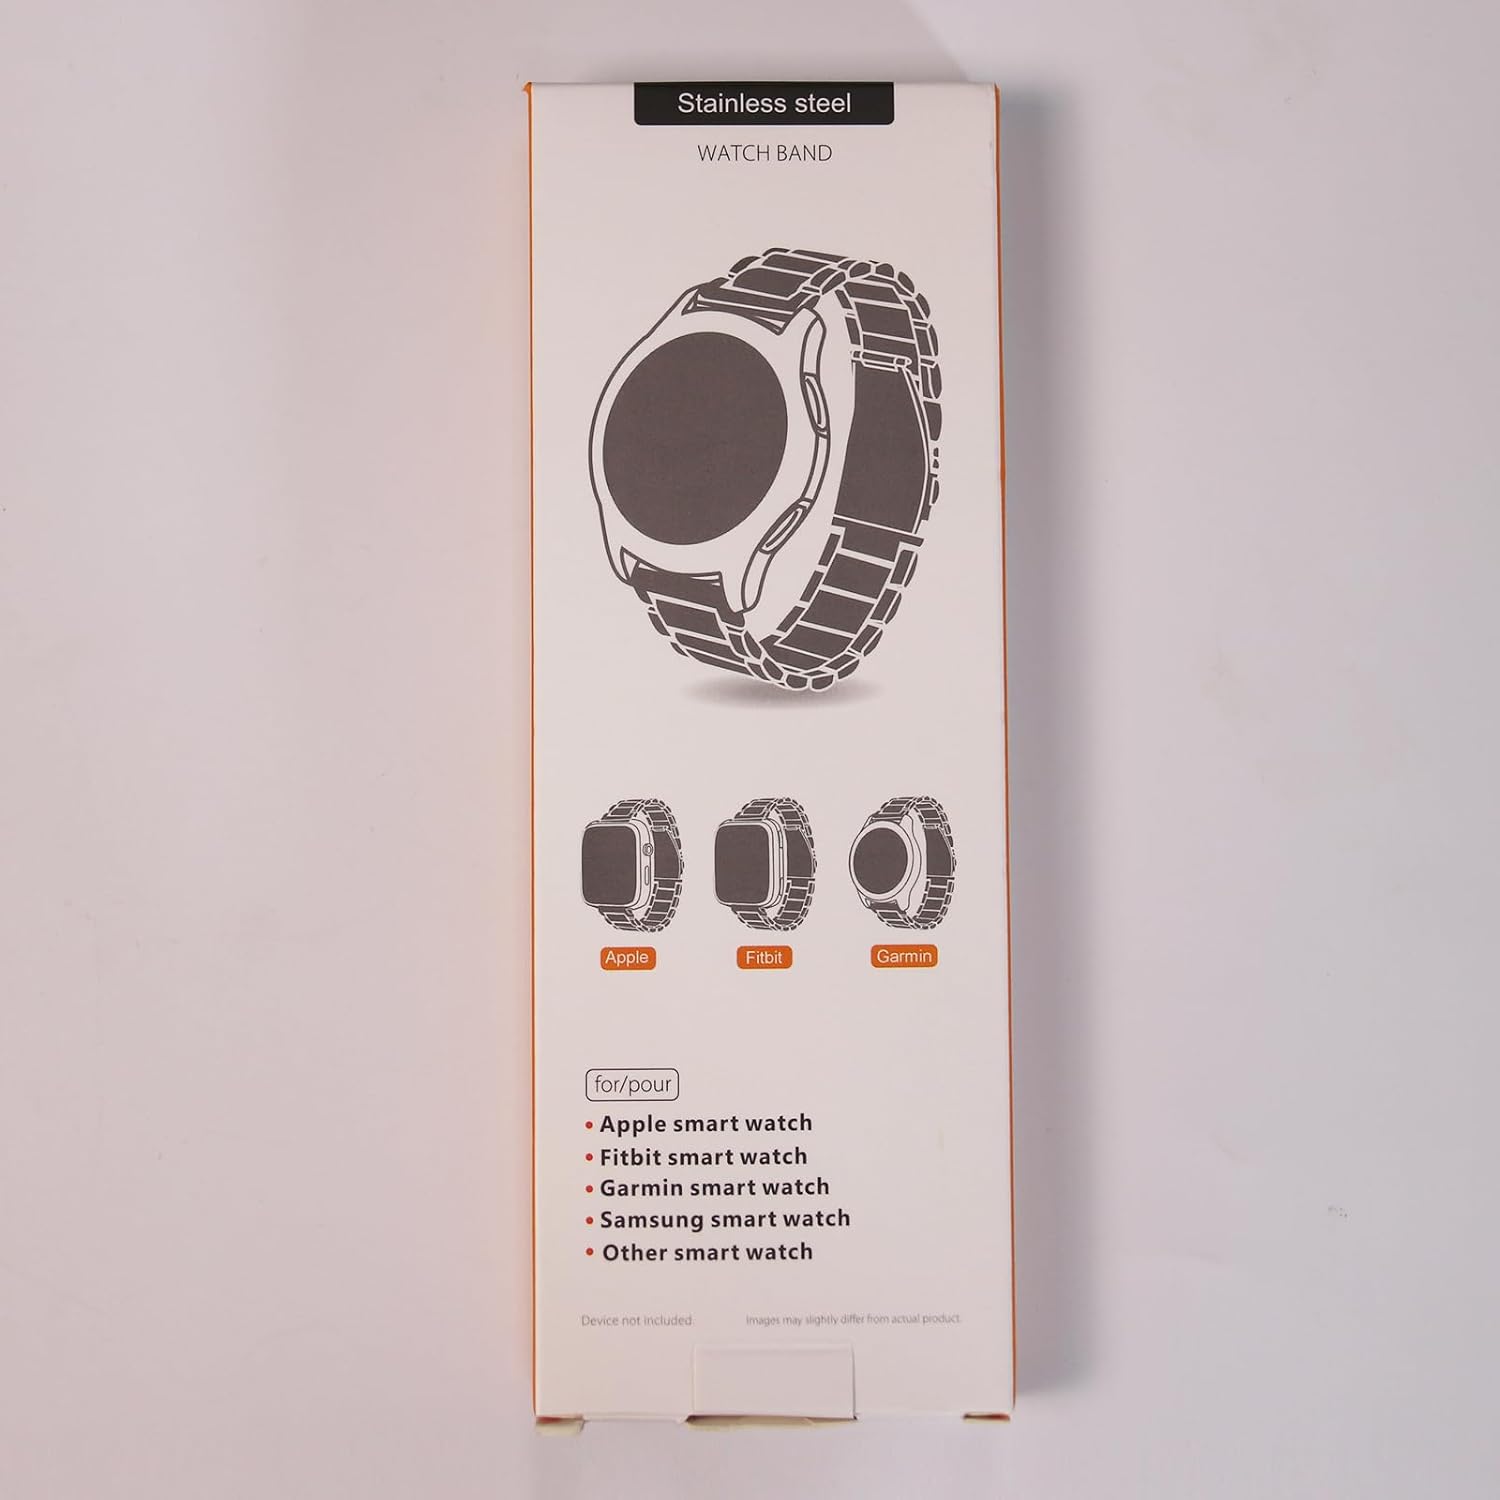 Stainless steel
WATCH BAND
Apple
Fitbit
Garmin
for/pour
• Apple smart watch
• Fitbit smart watch
• Garmin smart watch
• Samsung smart watch
• Other smart watch
Device not included.
Images may slightly differ from actual product.